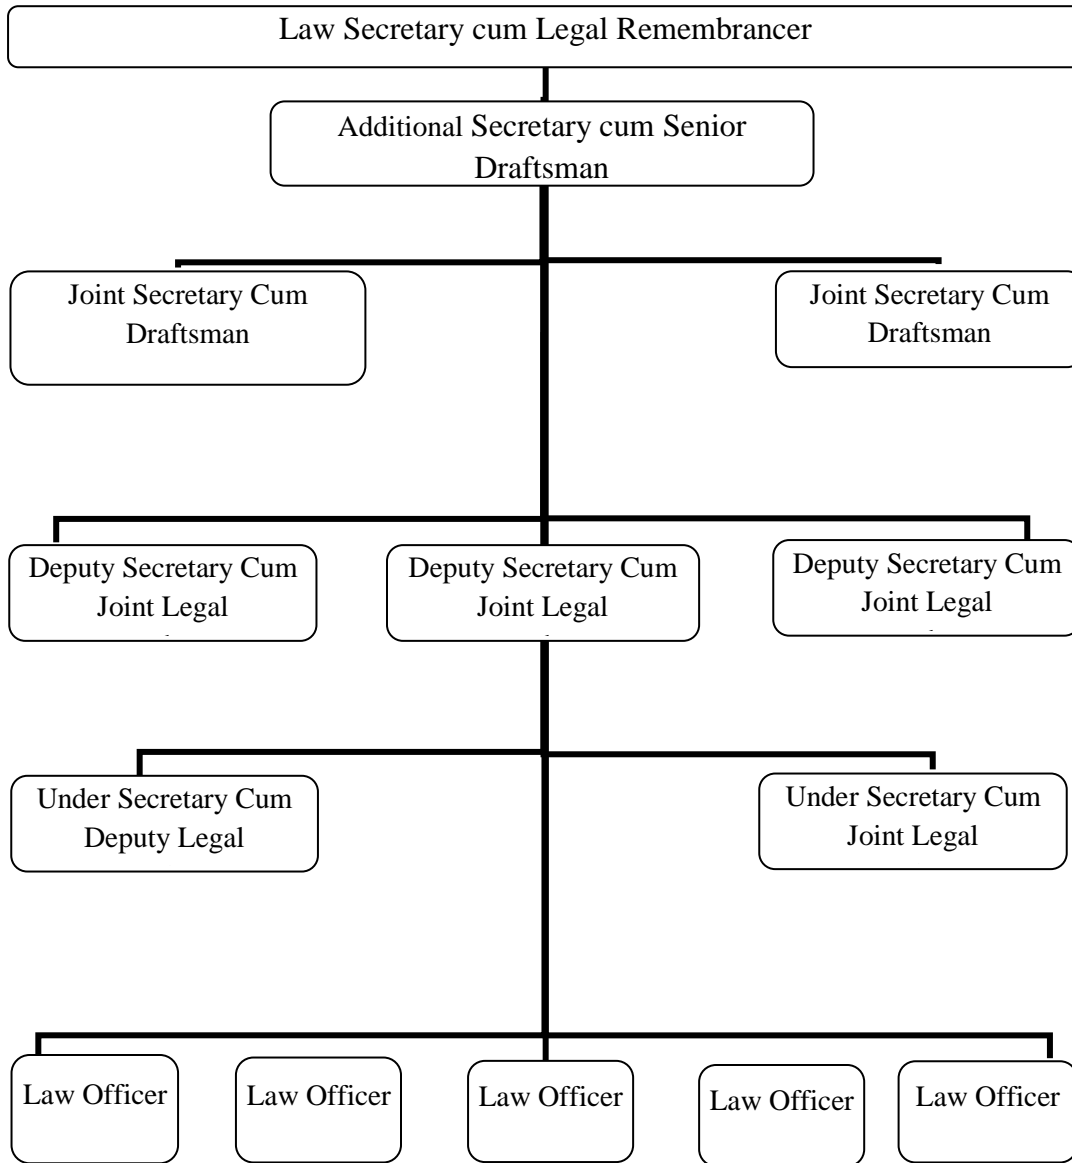 Law Secretary cum Legal Remembrancer
Additional Secretary cum Senior
Draftsman
Joint Secretary Cum
Draftsman
Joint Secretary Cum
Draftsman
Deputy Secretary Cum
Joint Legal
Deputy Secretary Cum
Joint Legal
Deputy Secretary Cum
Joint Legal
Under Secretary Cum
Deputy Legal
Under Secretary Cum
Joint Legal
Law Officer
Law Officer
Law Officer
Law Officer
Law Officer